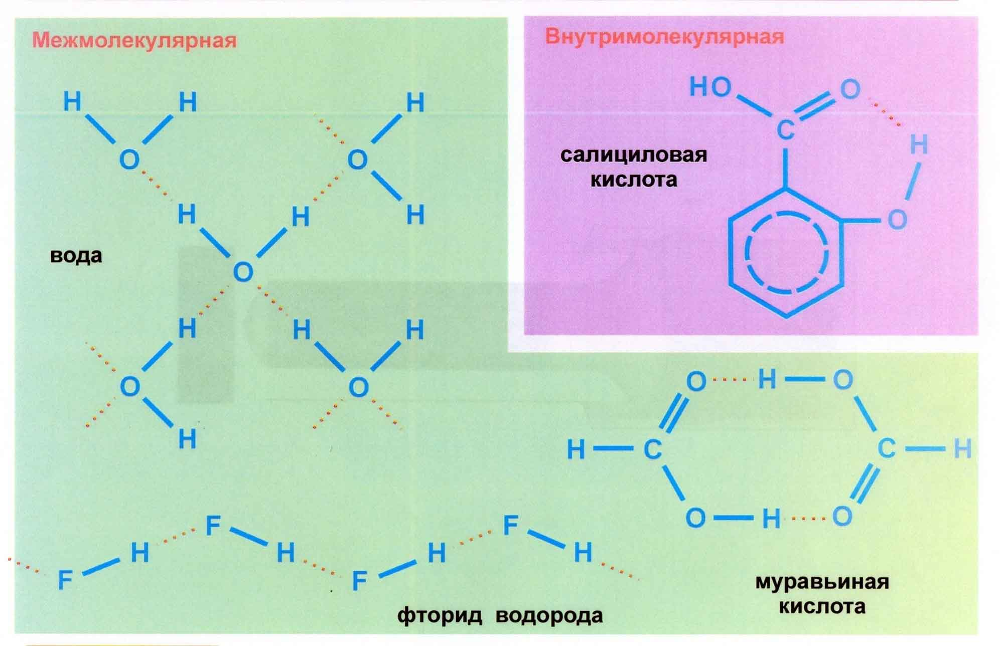 Межмолекулярная
H H H
O O
H H H
вода
O
H H H
O O
H
F H F H F H F H
фторид водорода
Внутримолекулярная
HO O
C
H
салициловая
кислота
O
O H O
H C C H
O H O
муравьиная
кислота